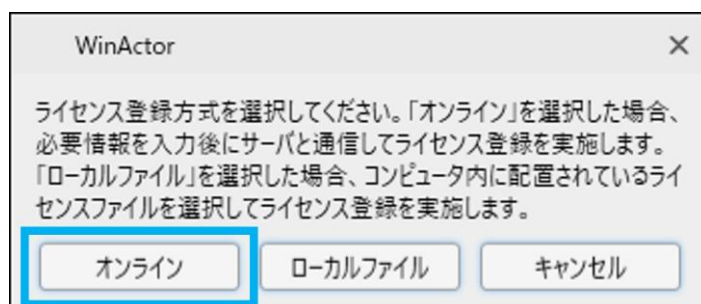 WinActor
ライセンス登録方式を選択してください。「オンライン」を選択した場合、
必要情報を入力後にサーバと通信してライセンス登録を実施します。
「ローカルファイル」を選択した場合、コンピュータ内に配置されているライ
センスファイルを選択してライセンス登録を実施します。
オンライン
ローカルファイル
キャンセル